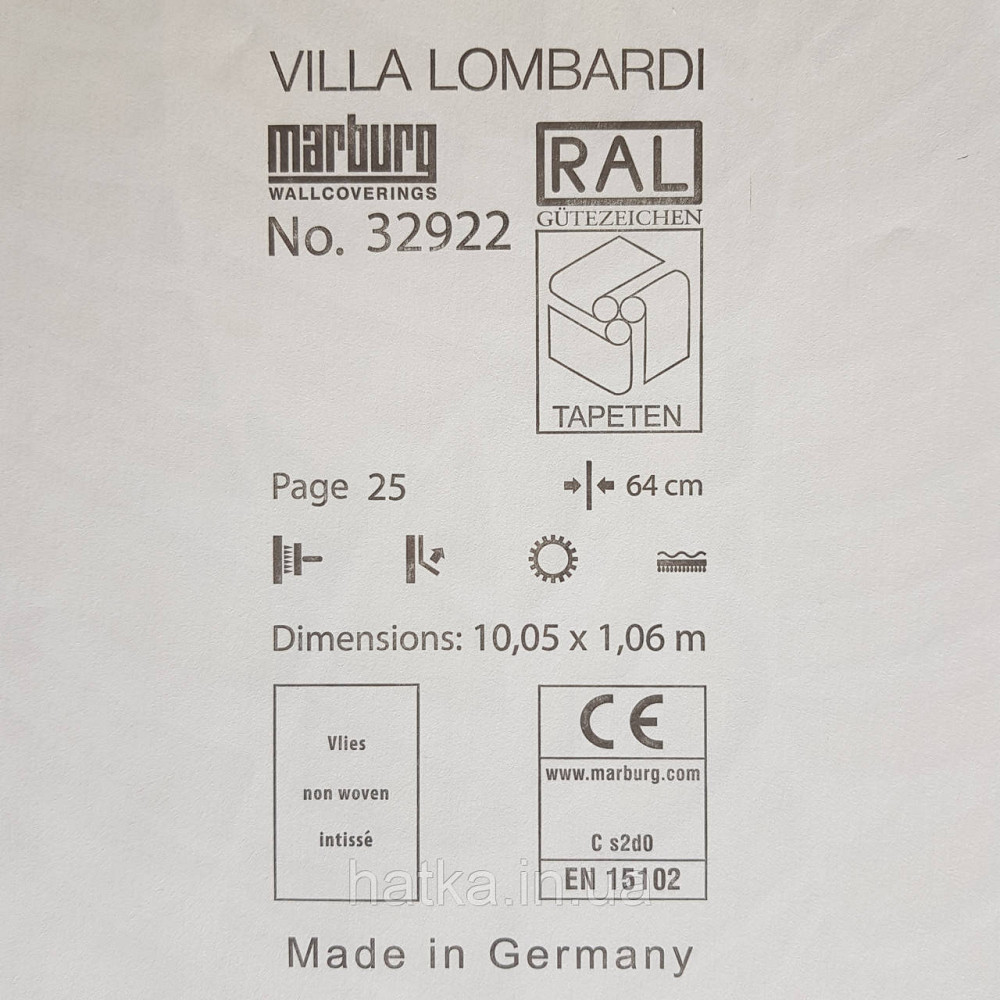 VILLA LOMBARDI
marburg
WALLCOVERINGS
No. 32922
RAL
GÜTEZEICHEN
TAPETEN
Page 25
64 cm
Dimensions: 10,05 x 1,06 m
Vlies
non woven
intissé
CE
www.marburg.com
C s2d0
EN 15102
hatka.in.ua
Made in Germany